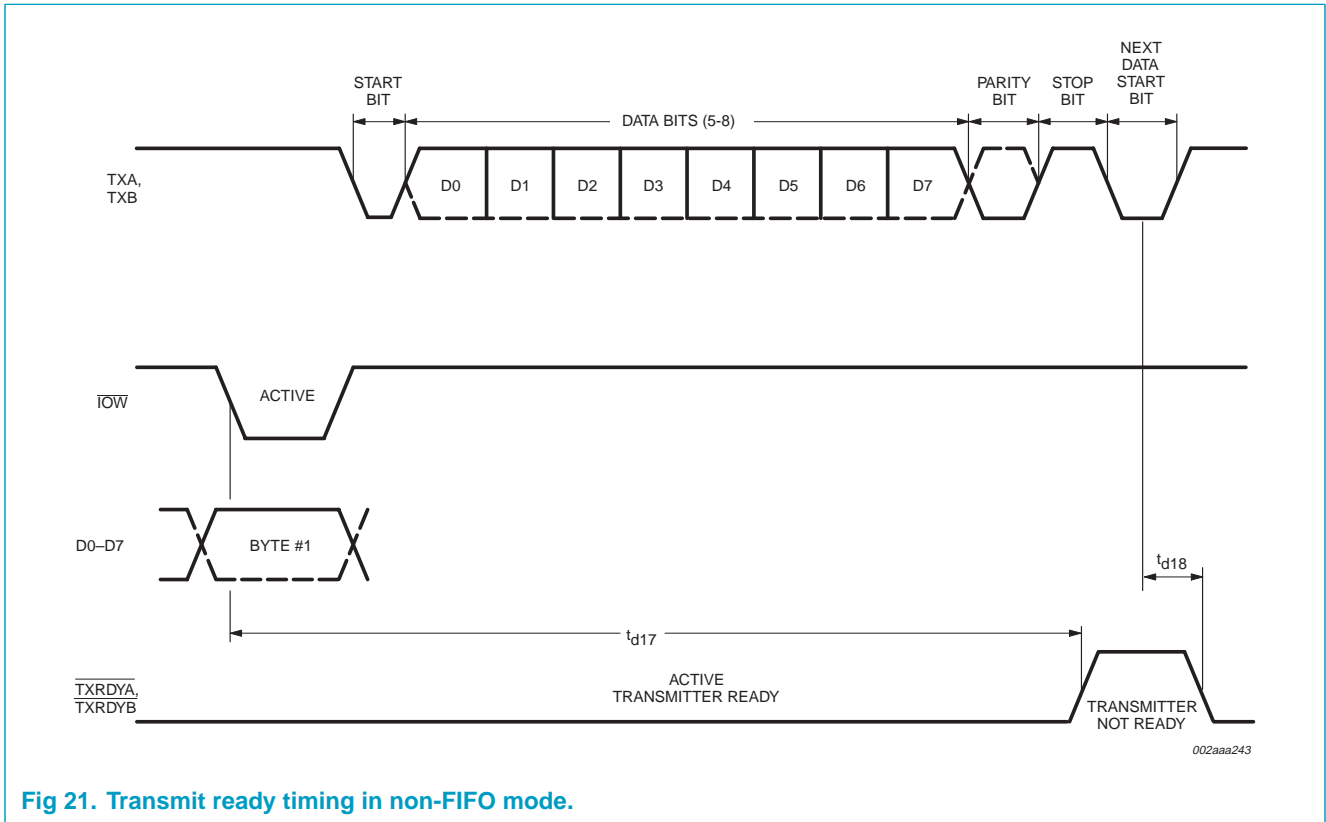 START
BIT
DATA BITS (5-8)
PARITY
BIT
STOP
BIT
NEXT
DATA
START
BIT
TXA,
TXB
D0
D1
D2
D3
D4
D5
D6
D7
IOW
ACTIVE
D0–D7
BYTE #1
td18
td17
TXRDYA,
TXRDYB
ACTIVE
TRANSMITTER READY
TRANSMITTER
NOT READY
002aaa243
Fig 21. Transmit ready timing in non-FIFO mode.